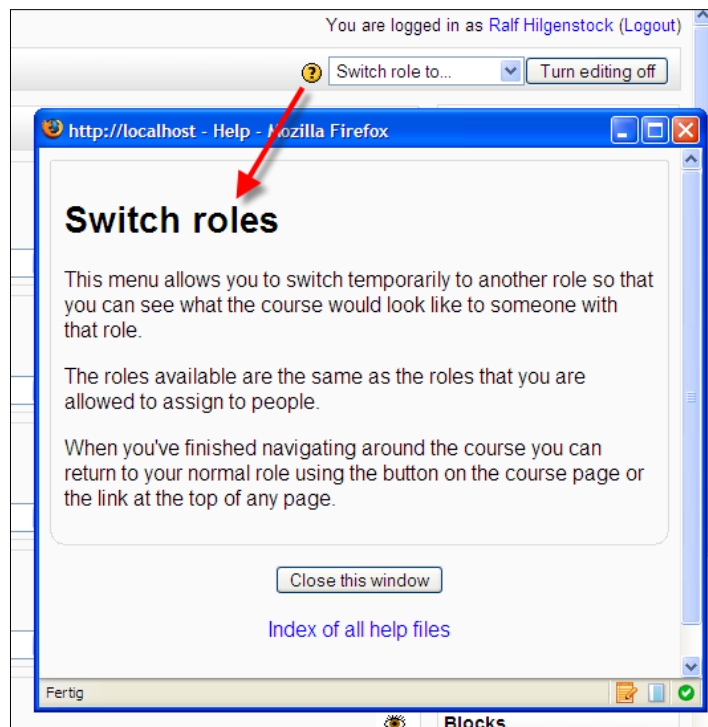 You are logged in as Ralf Hilgenstock (Logout)
Switch role to...
Turn editing off
http://localhost - Help - Mozilla Firefox
Switch roles
This menu allows you to switch temporarily to another role so that
you can see what the course would look like to someone with
that role.
The roles available are the same as the roles that you are
allowed to assign to people.
When you've finished navigating around the course you can
return to your normal role using the button on the course page or
the link at the top of any page.
Close this window
Index of all help files
Fertig
Blocks